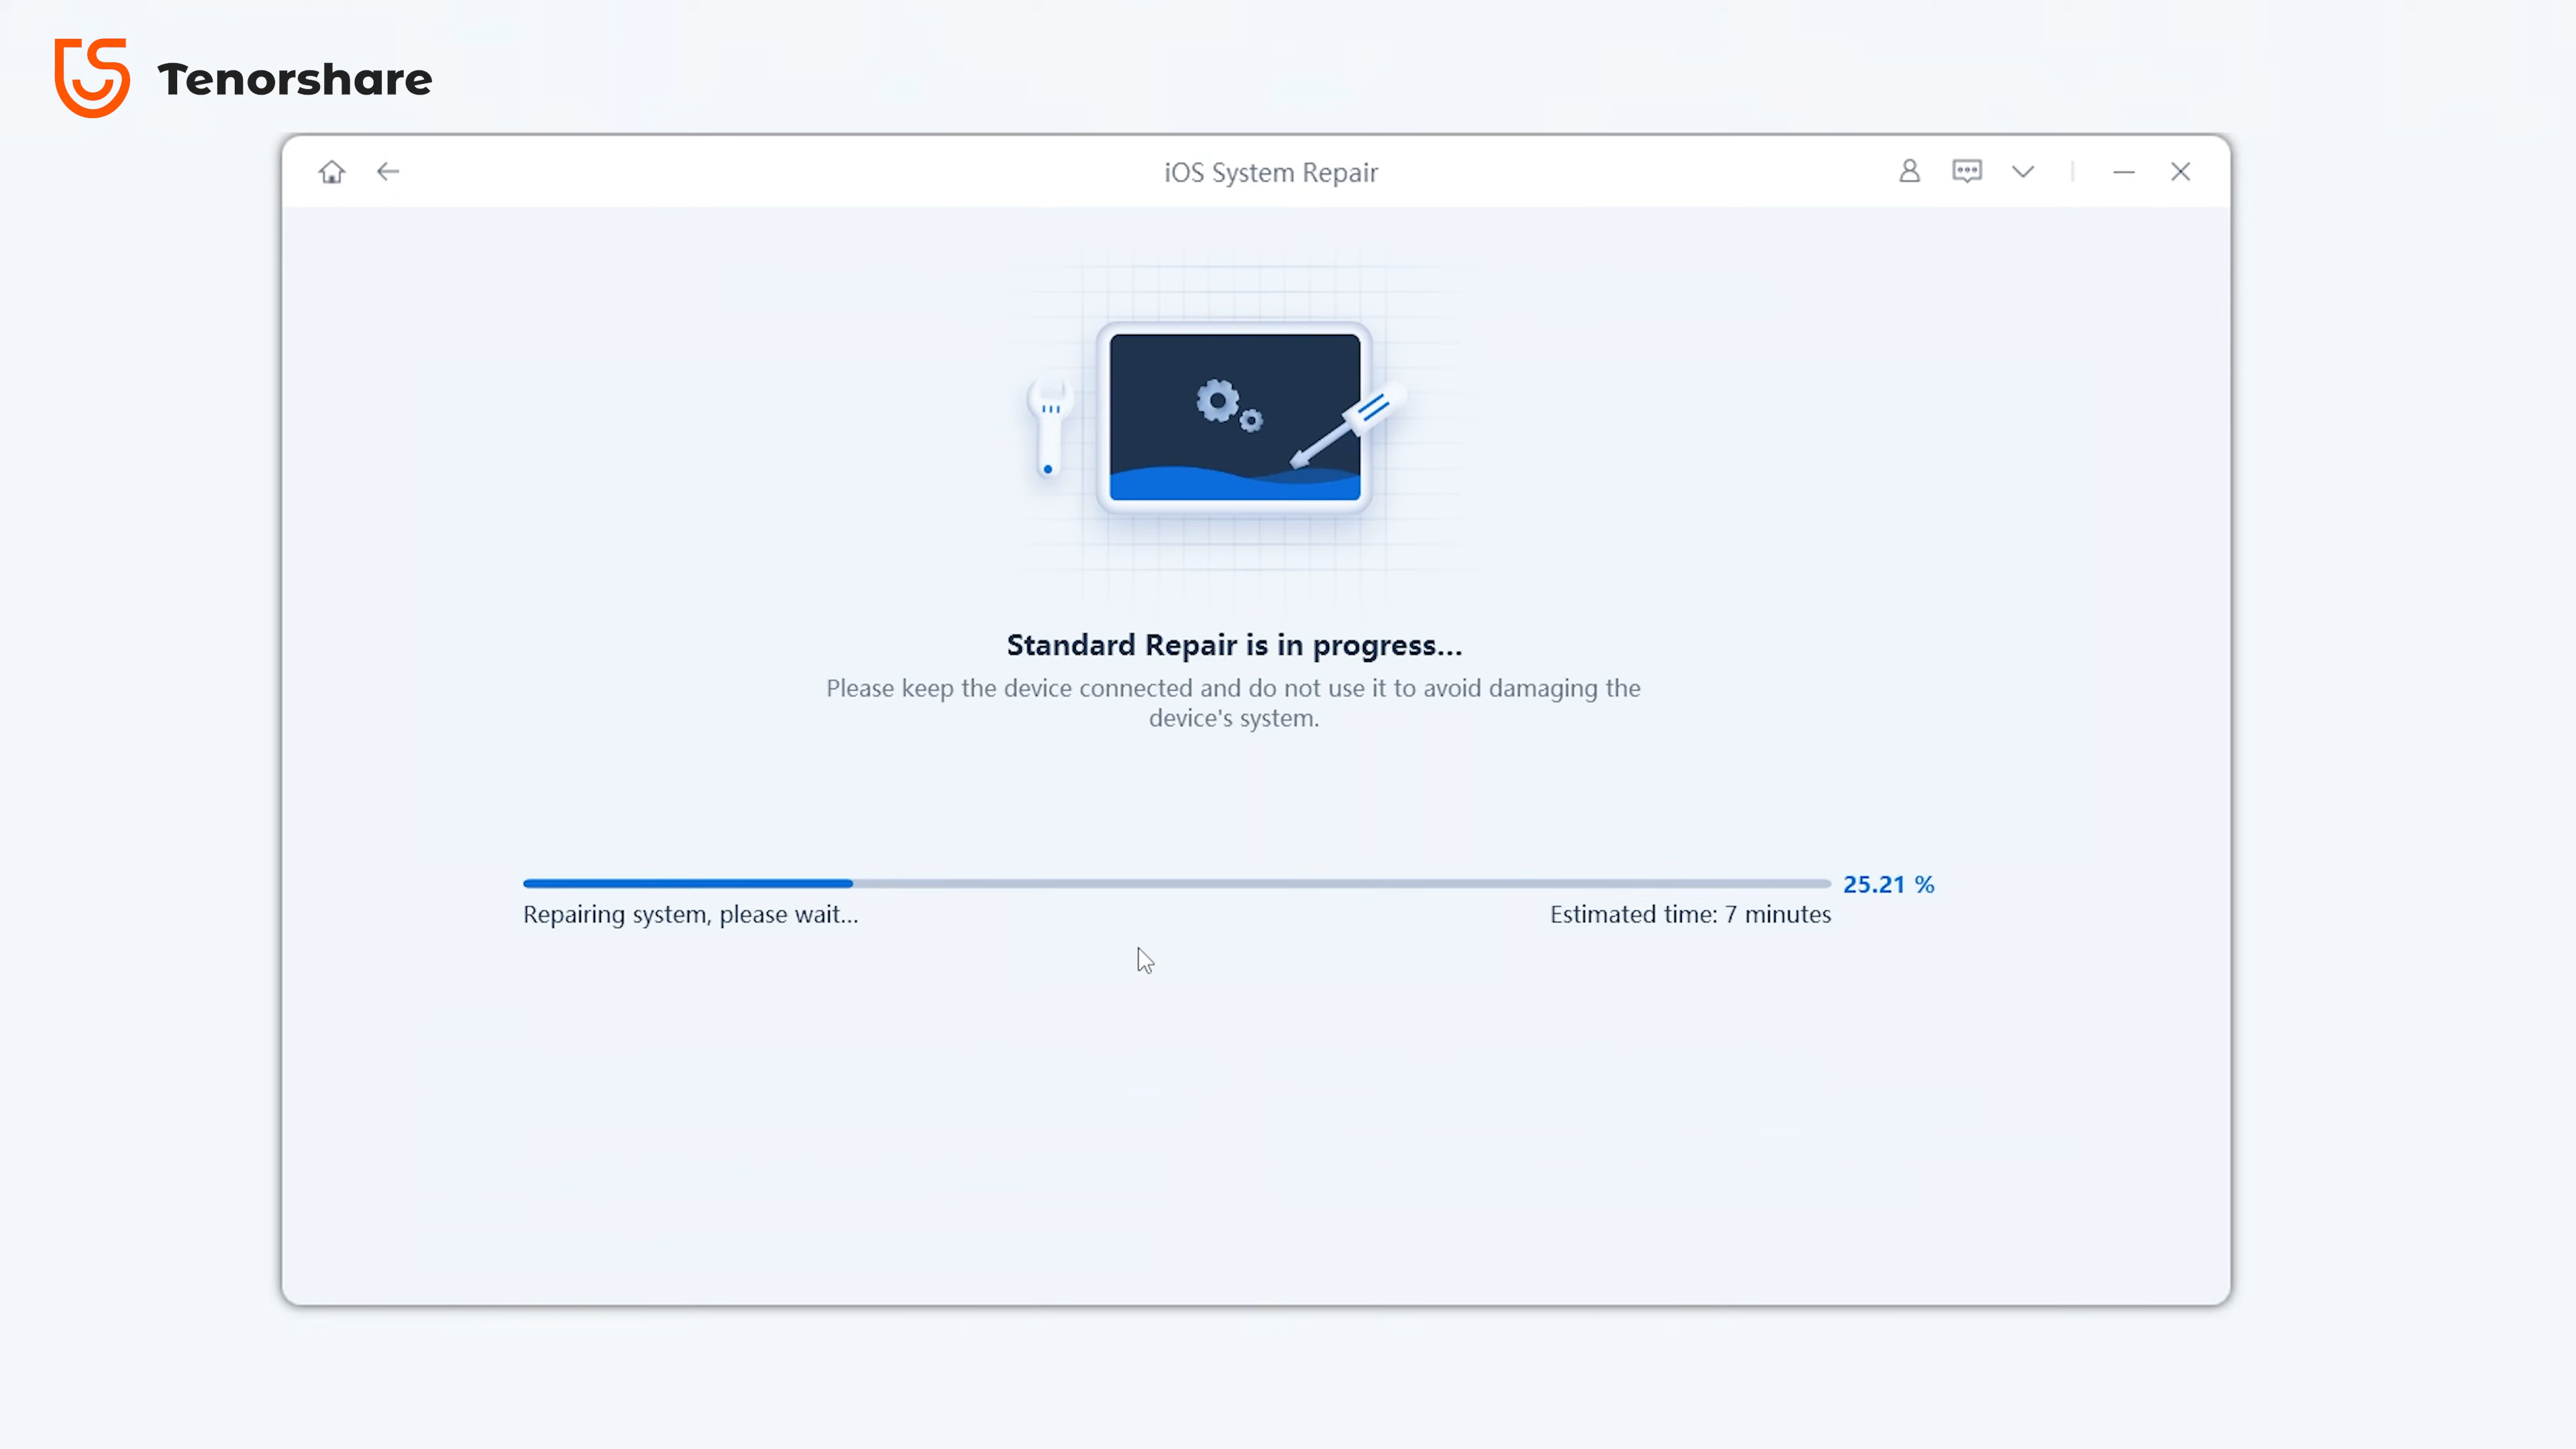 Tenorshare
iOS System Repair
Standard Repair is in progress...
Please keep the device connected and do not use it to avoid damaging the
device's system.
25.21 %
Repairing system, please wait...
Estimated time: 7 minutes